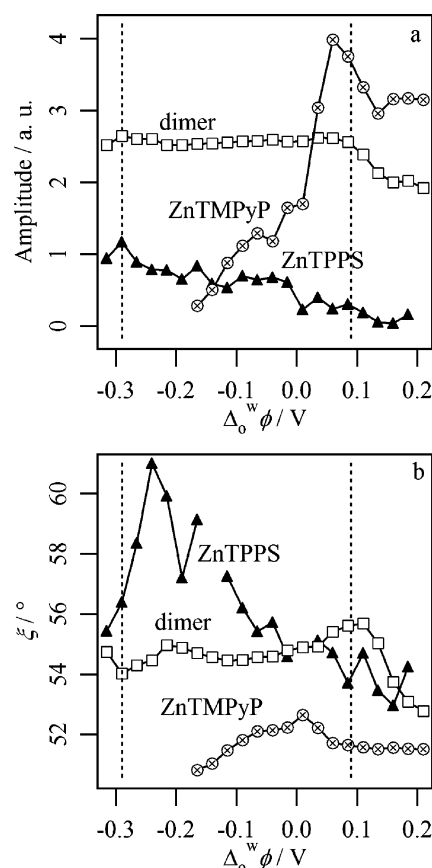 a
4
3
2
1
0
Amplitude / a. u.
dimer
ZnTMPyP
ZnTPPS
-0.3 -0.2 -0.1 0.0 0.1 0.2
Δ_o^w ϕ / V
b
60
58
56
54
52
ξ / °
ZnTPPS
dimer
ZnTMPyP
-0.3 -0.2 -0.1 0.0 0.1 0.2
Δ_o^w ϕ / V